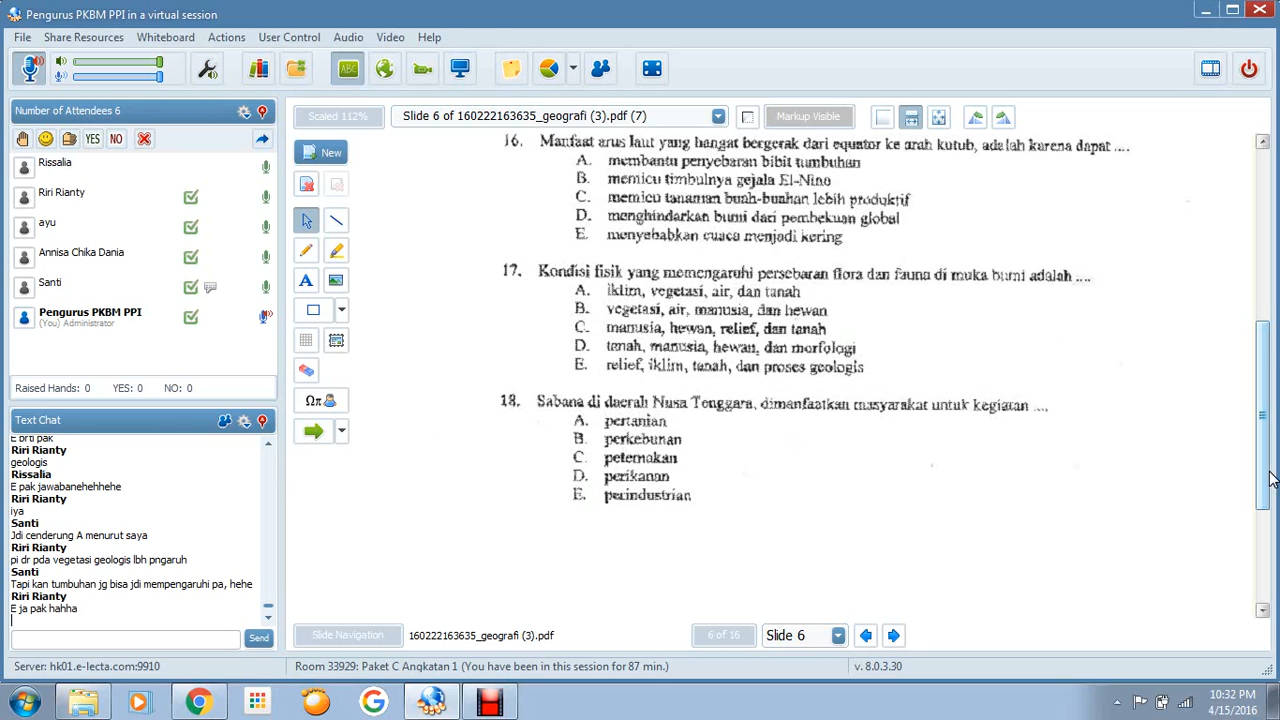 Pengurus PKBM PPI in a virtual session
File Share Resources Whiteboard Actions User Control Audio Video Help
ABC
Number of Attendees 6
YES NO
Rissalia
Riri Rianty
ayu
Annisa Chika Dania
Santi
Pengurus PKBM PPI
(You) Administrator
Raised Hands: 0 YES: 0 NO: 0
Text Chat
E brti pak
Riri Rianty
geologis
Rissalia
E pak jawabanehehhehe
Riri Rianty
iya
Santi
Jdi cenderung A menurut saya
Riri Rianty
pi dr pda vegetasi geologis lbh pngaruh
Santi
Tapi kan tumbuhan jg bisa jdi mempengaruhi pa, hehe
Riri Rianty
E ja pak hahha
Send
Scaled 112% Slide 6 of 160222163635_geografi (3).pdf (7) Markup Visible
New
A
Ωπ
16. Manfaat arus laut yang hangat bergerak dari equator ke arah kutub, adalah karena dapat ....
A. membantu penyebaran bibit tumbuhan
B. memicu timbulnya gejala El-Nino
C. memicu tanaman buah-buahan lebih produktif
D. menghindarkan bumi dari pembekuan global
E. menyebabkan cuaca menjadi kering
17. Kondisi fisik yang memengaruhi persebaran flora dan fauna di muka bumi adalah ....
A. iklim, vegetasi, air, dan tanah
B. vegetasi, air, manusia, dan hewan
C. manusia, hewan, relief, dan tanah
D. tanah, manusia, hewan, dan morfologi
E. relief, iklim, tanah, dan proses geologis
18. Sabana di daerah Nusa Tenggara, dimanfaatkan masyarakat untuk kegiatan ....
A. pertanian
B. perkebunan
C. peternakan
D. perikanan
E. perindustrian
Slide Navigation 160222163635_geografi (3).pdf 6 of 16 Slide 6
Server: hk01.e-lecta.com:9910 Room 33929: Paket C Angkatan 1 (You have been in this session for 87 min.) v. 8.0.3.30
10:32 PM
4/15/2016